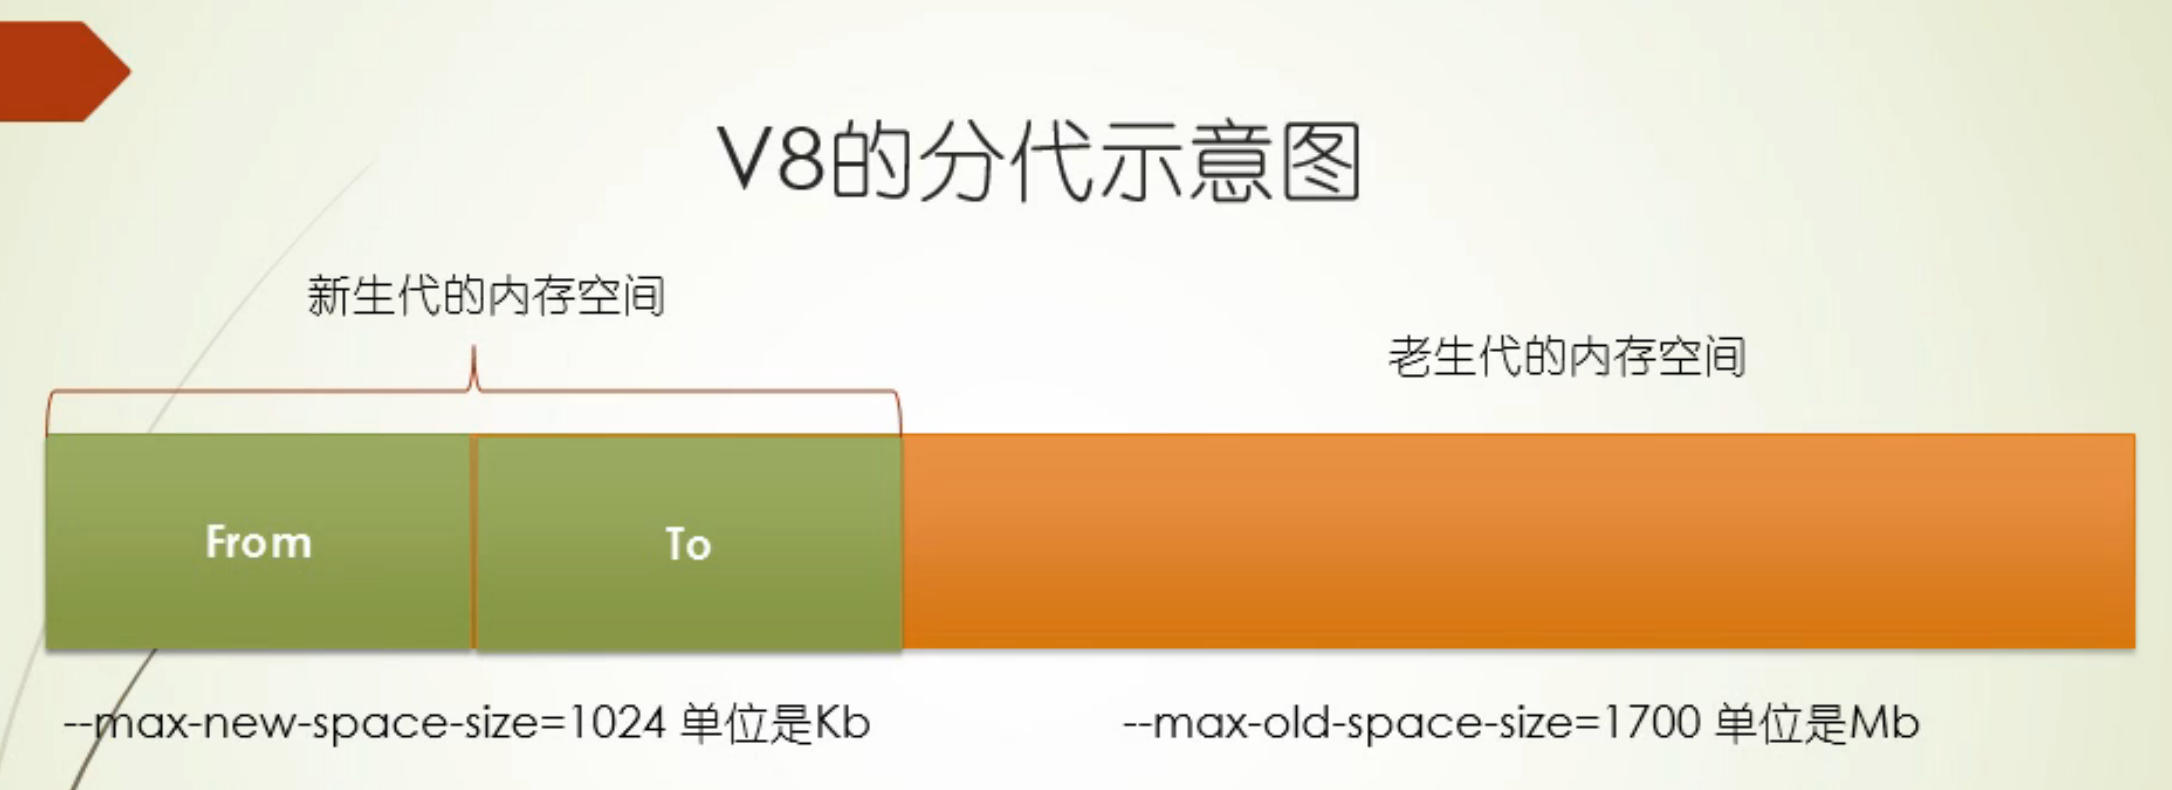 V8的分代示意图
新生代的内存空间
老生代的内存空间
From
To
--max-new-space-size=1024 单位是Kb
--max-old-space-size=1700 单位是Mb